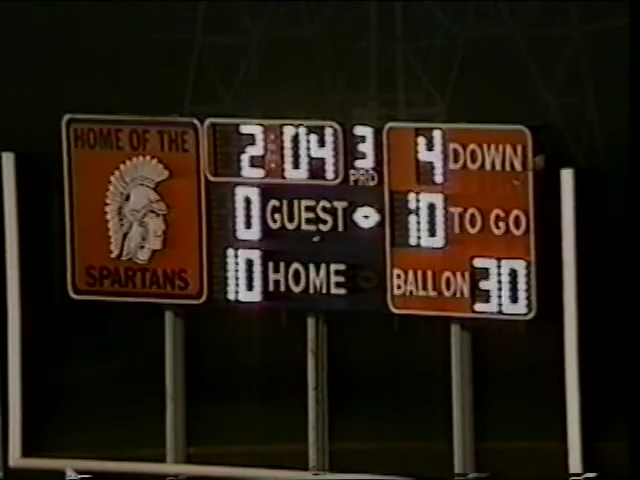 HOME OF THE
SPARTANS
2:04 3
PRD
0 GUEST
10 HOME
4 DOWN
10 TO GO
BALL ON 30